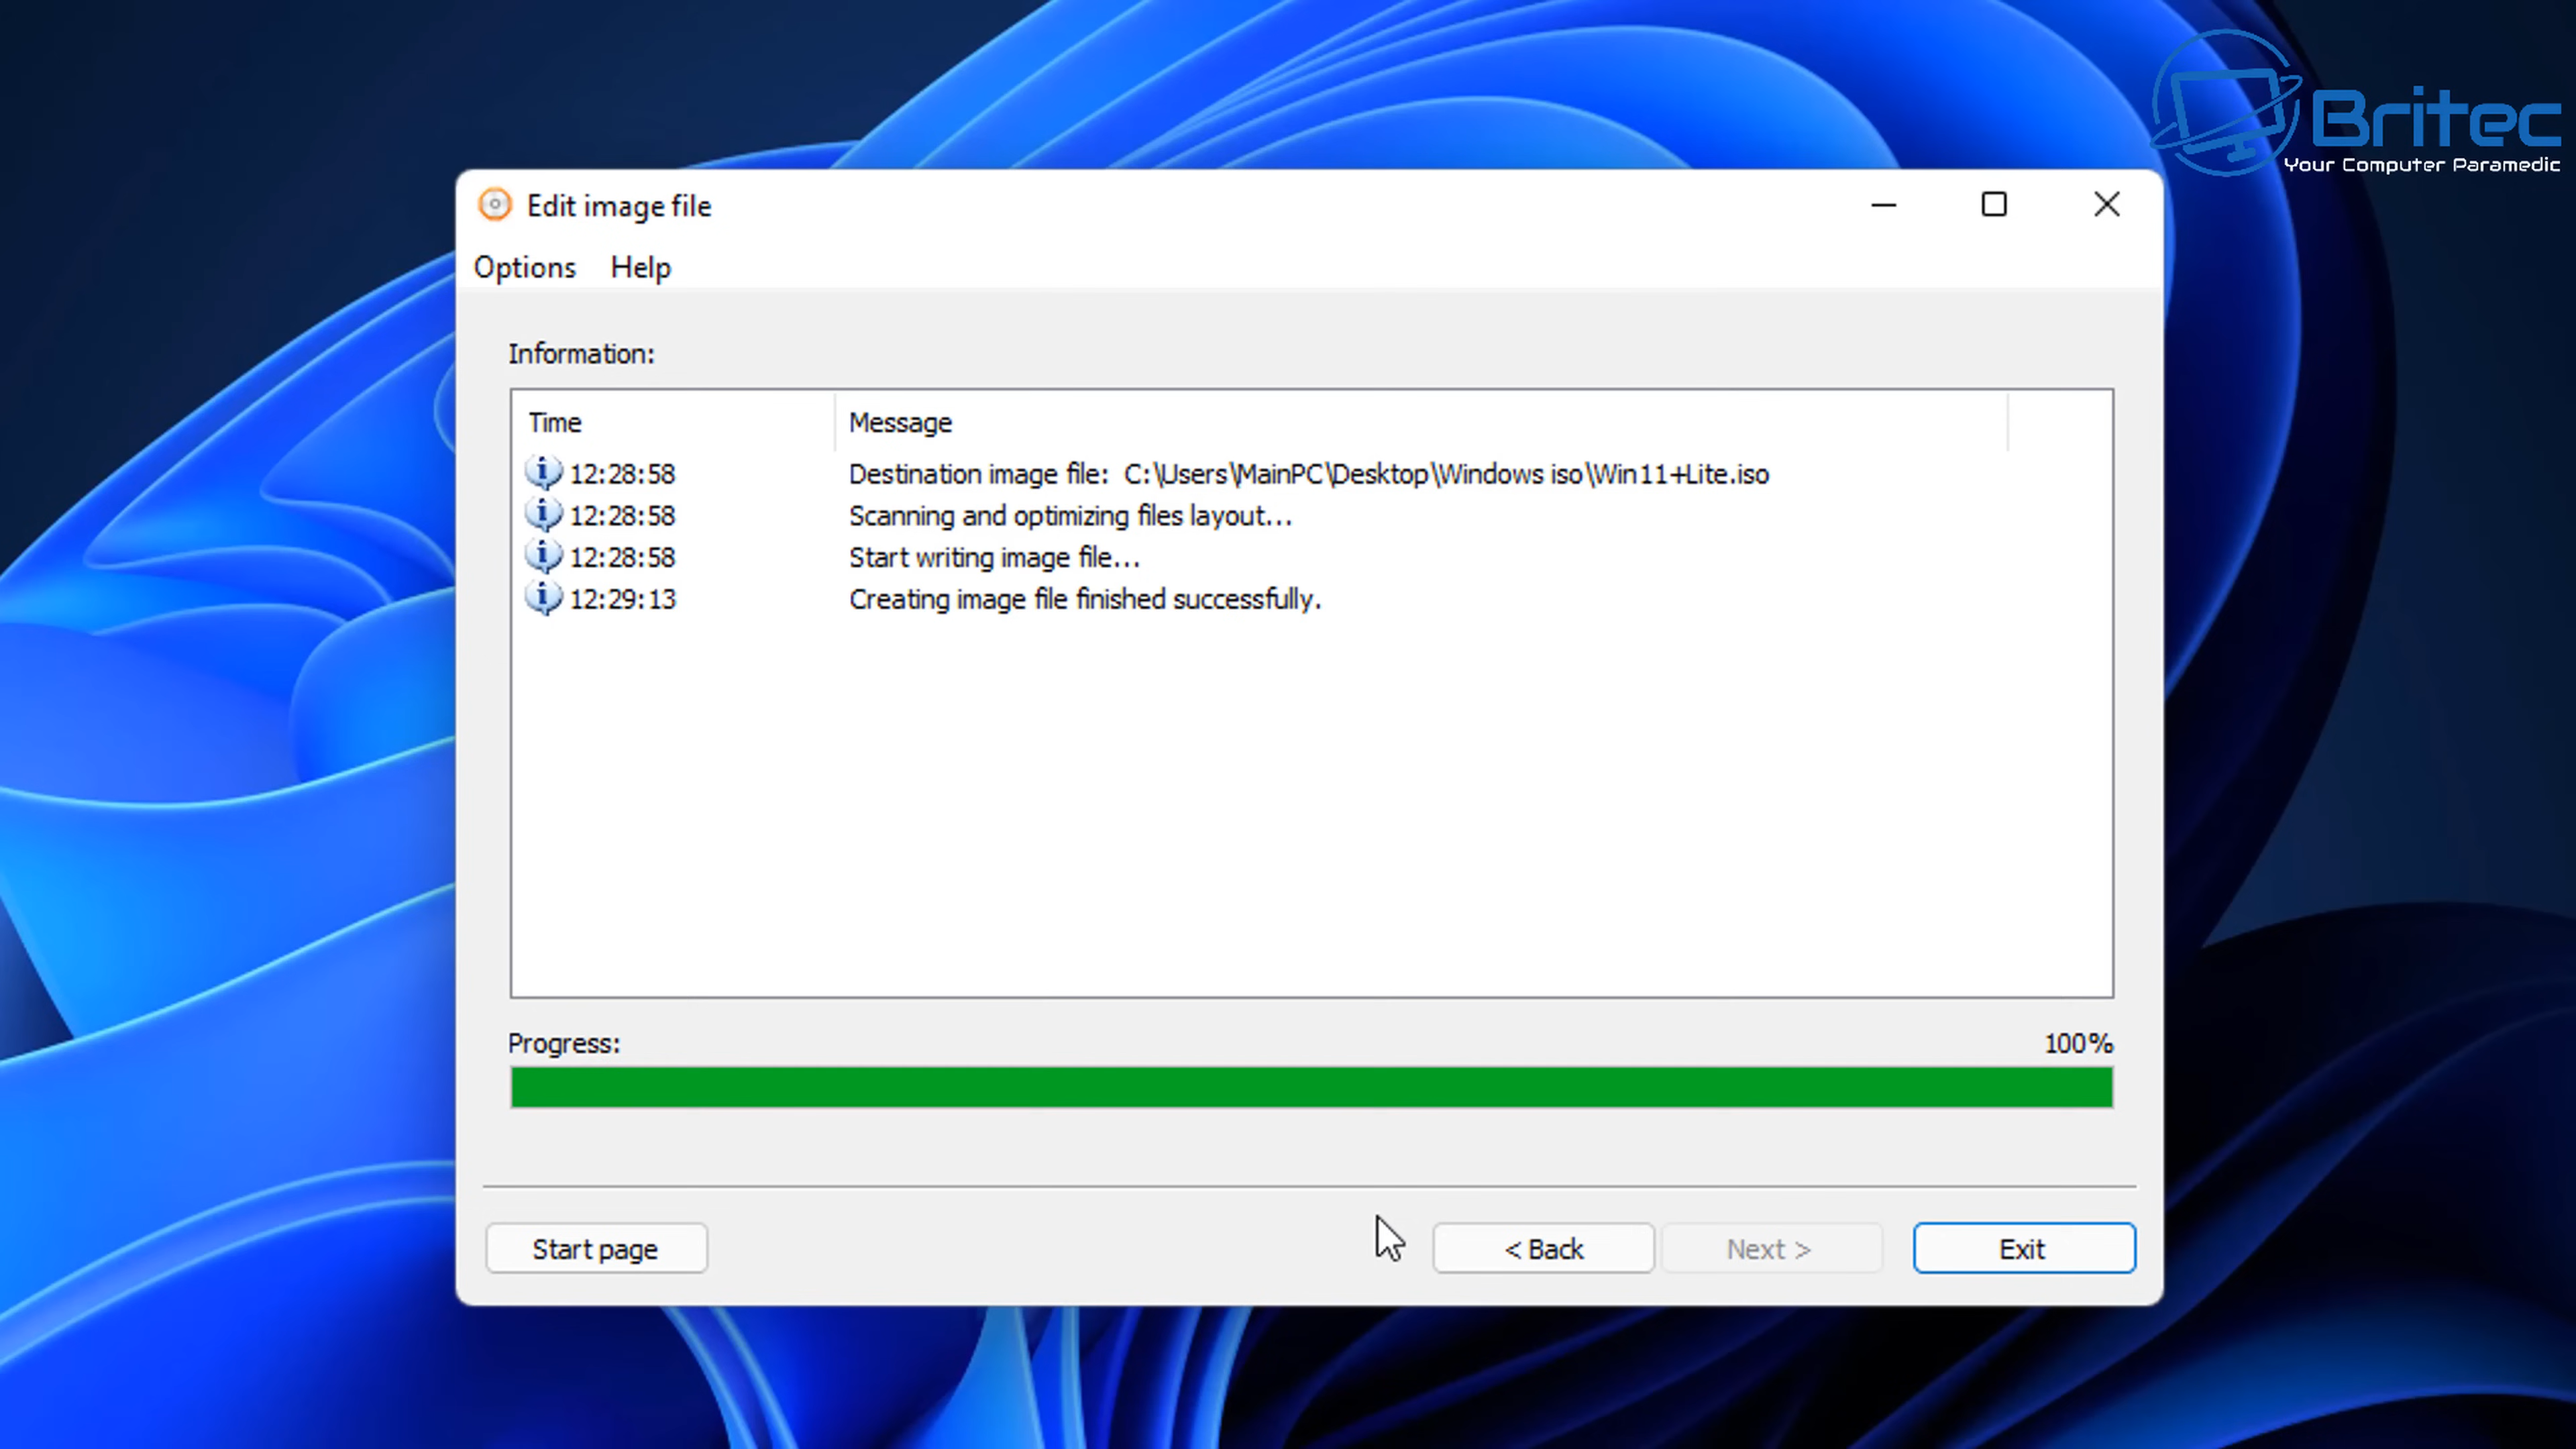 Britec
Your Computer Paramedic
Edit image file
Options Help
Information:
Time Message
12:28:58 Destination image file: C:\Users\MainPC\Desktop\Windows iso\Win11+Lite.iso
12:28:58 Scanning and optimizing files layout...
12:28:58 Start writing image file...
12:29:13 Creating image file finished successfully.
Progress: 100%
Start page < Back Next > Exit